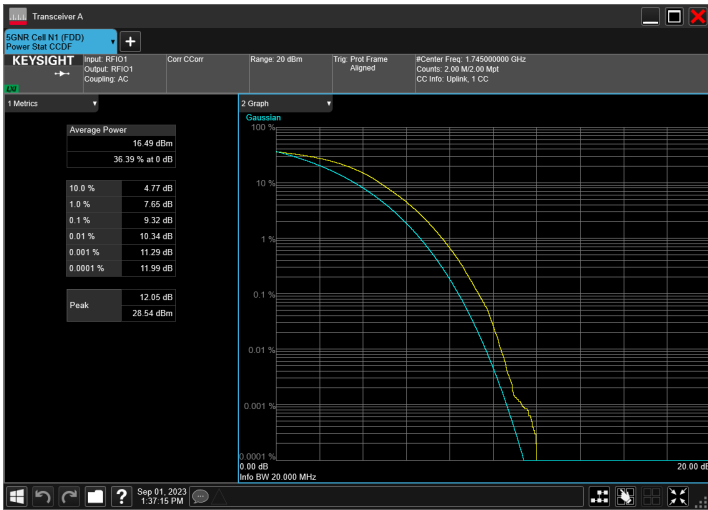 Transceiver A
5GNR Cell N1 (FDD)
Power Stat CCDF
KEYSIGHT
Input: RFIO1
Output: RFIO1
Coupling: AC
Corr CCorr
Range: 20 dBm
Trig: Prot Frame
Aligned
#Center Freq: 1.745000000 GHz
Counts: 2.00 M/2.00 Mpt
CC Info: Uplink, 1 CC
LXI
1 Metrics
Average Power
16.49 dBm
36.39 % at 0 dB
10.0 % 4.77 dB
1.0 % 7.65 dB
0.1 % 9.32 dB
0.01 % 10.34 dB
0.001 % 11.29 dB
0.0001 % 11.99 dB
Peak 12.05 dB
28.54 dBm
2 Graph
Gaussian
100 %
10 %
1 %
0.1 %
0.01 %
0.001 %
0.0001 %
0.00 dB 20.00 dB
Info BW 20.000 MHz
? Sep 01, 2023
1:37:15 PM